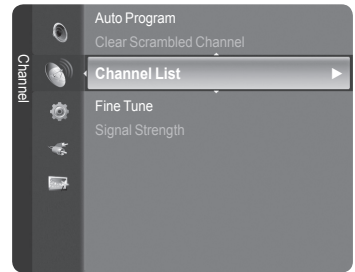 Channel
Auto Program
Clear Scrambled Channel
Channel List
Fine Tune
Signal Strength